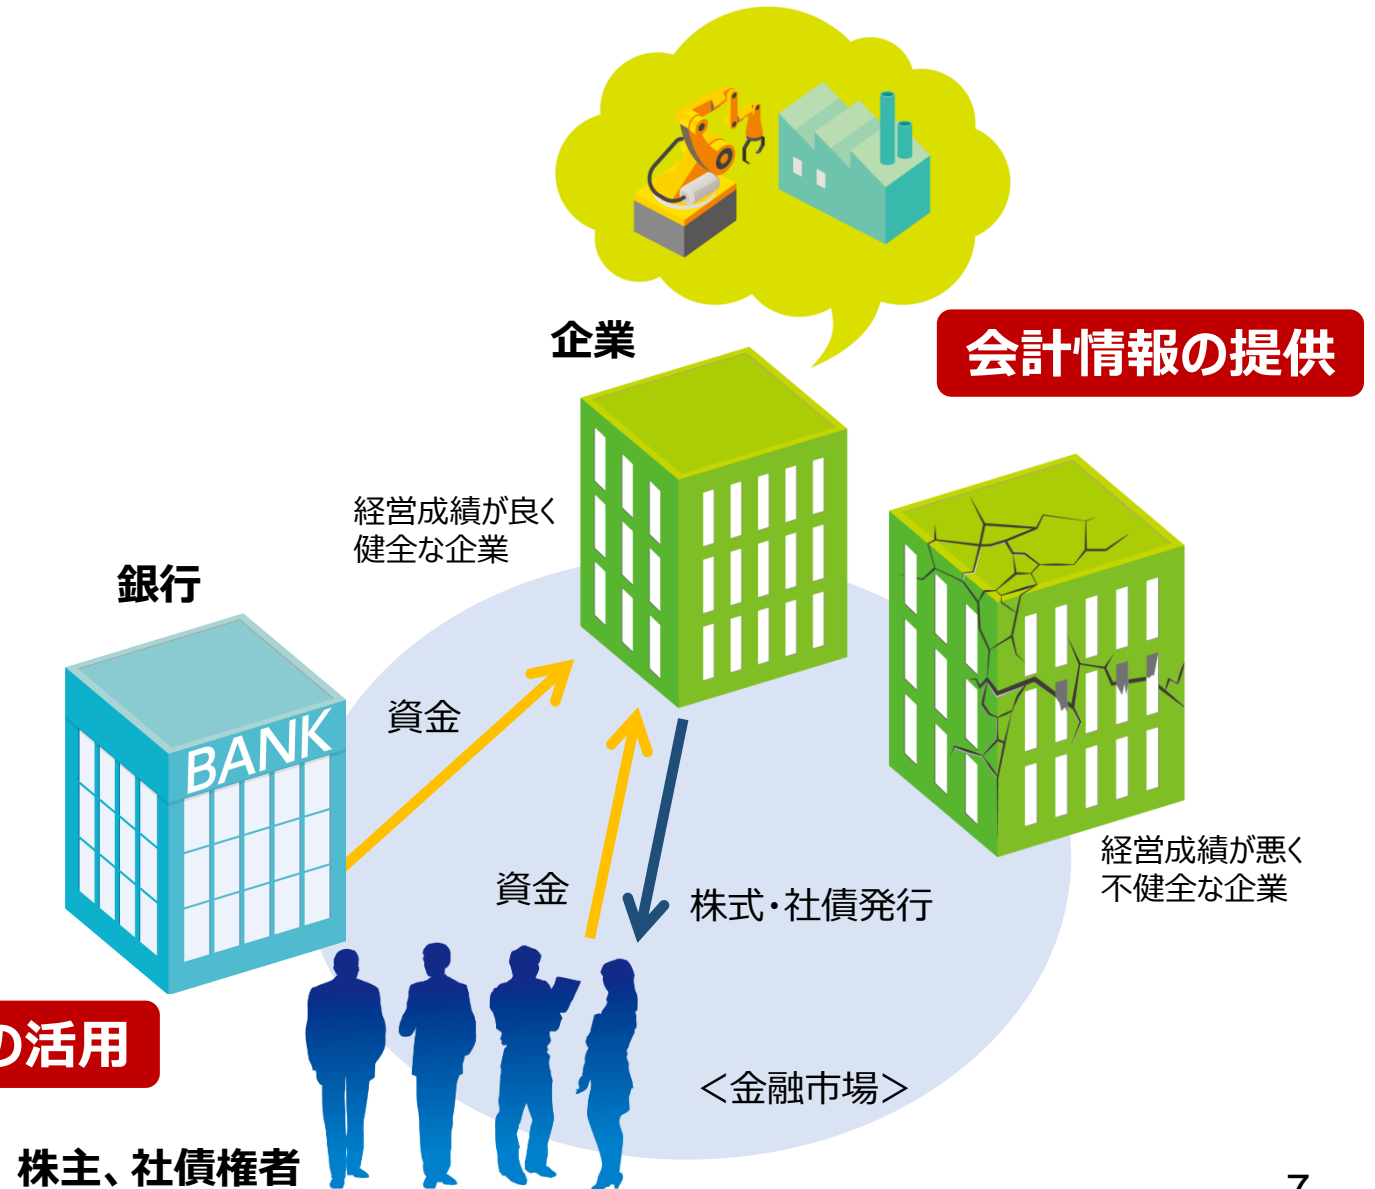 企業
会計情報の提供
経営成績が良く
健全な企業
銀行
BANK
資金
資金
株式・社債発行
経営成績が悪く
不健全な企業
の活用
＜金融市場＞
株主、社債権者
7